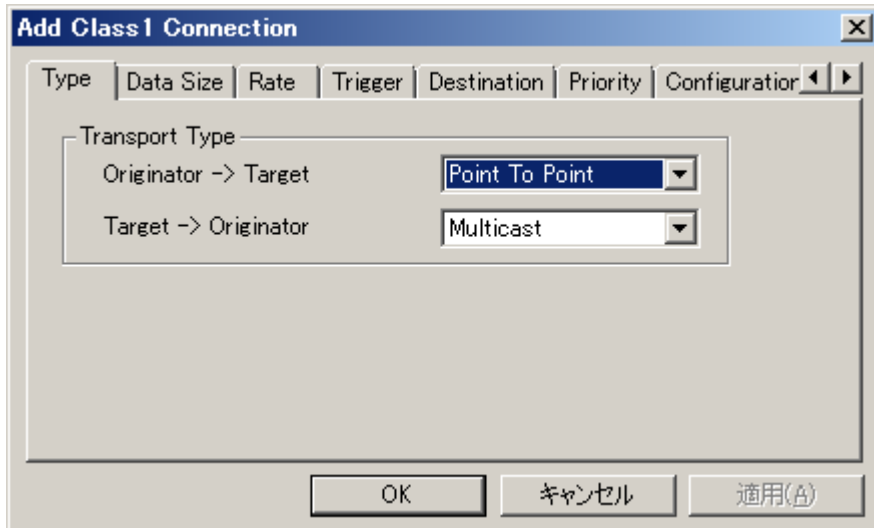 Add Class1 Connection
Type Data Size Rate Trigger Destination Priority Configuration
Transport Type
Originator -> Target Point To Point
Target -> Originator Multicast
OK キャンセル 適用(A)